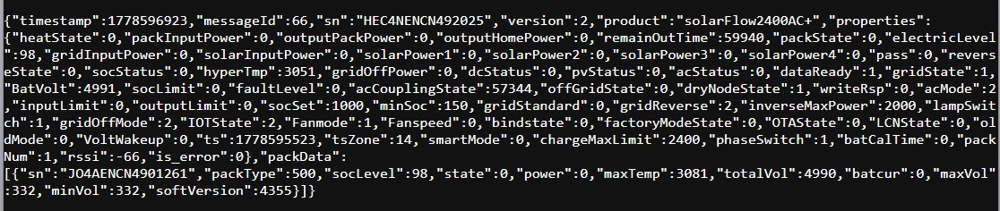 {"timestamp":1778596923,"messageId":66,"sn":"HEC4NENCN492025","version":2,"product":"solarFlow2400AC+","properties":
{"heatState":0,"packInputPower":0,"outputPackPower":0,"outputHomePower":0,"remainOutTime":59940,"packState":0,"electricLevel
":98,"gridInputPower":0,"solarInputPower":0,"solarPower1":0,"solarPower2":0,"solarPower3":0,"solarPower4":0,"pass":0,"revers
eState":0,"socStatus":0,"hyperTmp":3051,"gridOffPower":0,"dcStatus":0,"pvStatus":0,"acStatus":0,"dataReady":1,"gridState":1,
"BatVolt":4991,"socLimit":0,"faultLevel":0,"acCouplingState":57344,"offGridState":0,"dryNodeState":1,"writeRsp":0,"acMode":2
,"inputLimit":0,"outputLimit":0,"socSet":1000,"minSoc":150,"gridStandard":0,"gridReverse":2,"inverseMaxPower":2000,"lampSwit
ch":1,"gridOffMode":2,"IOTState":2,"Fanmode":1,"Fanspeed":0,"bindstate":0,"factoryModeState":0,"OTAState":0,"LCNState":0,"ol
dMode":0,"VoltWakeup":0,"ts":1778595523,"tsZone":14,"smartMode":0,"chargeMaxLimit":2400,"phaseSwitch":1,"batCalTime":0,"pack
Num":1,"rssi":-66,"is_error":0},"packData":
[{"sn":"JO4AENCN4901261","packType":500,"socLevel":98,"state":0,"power":0,"maxTemp":3081,"totalVol":4990,"batcur":0,"maxVol"
:332,"minVol":332,"softVersion":4355}]}